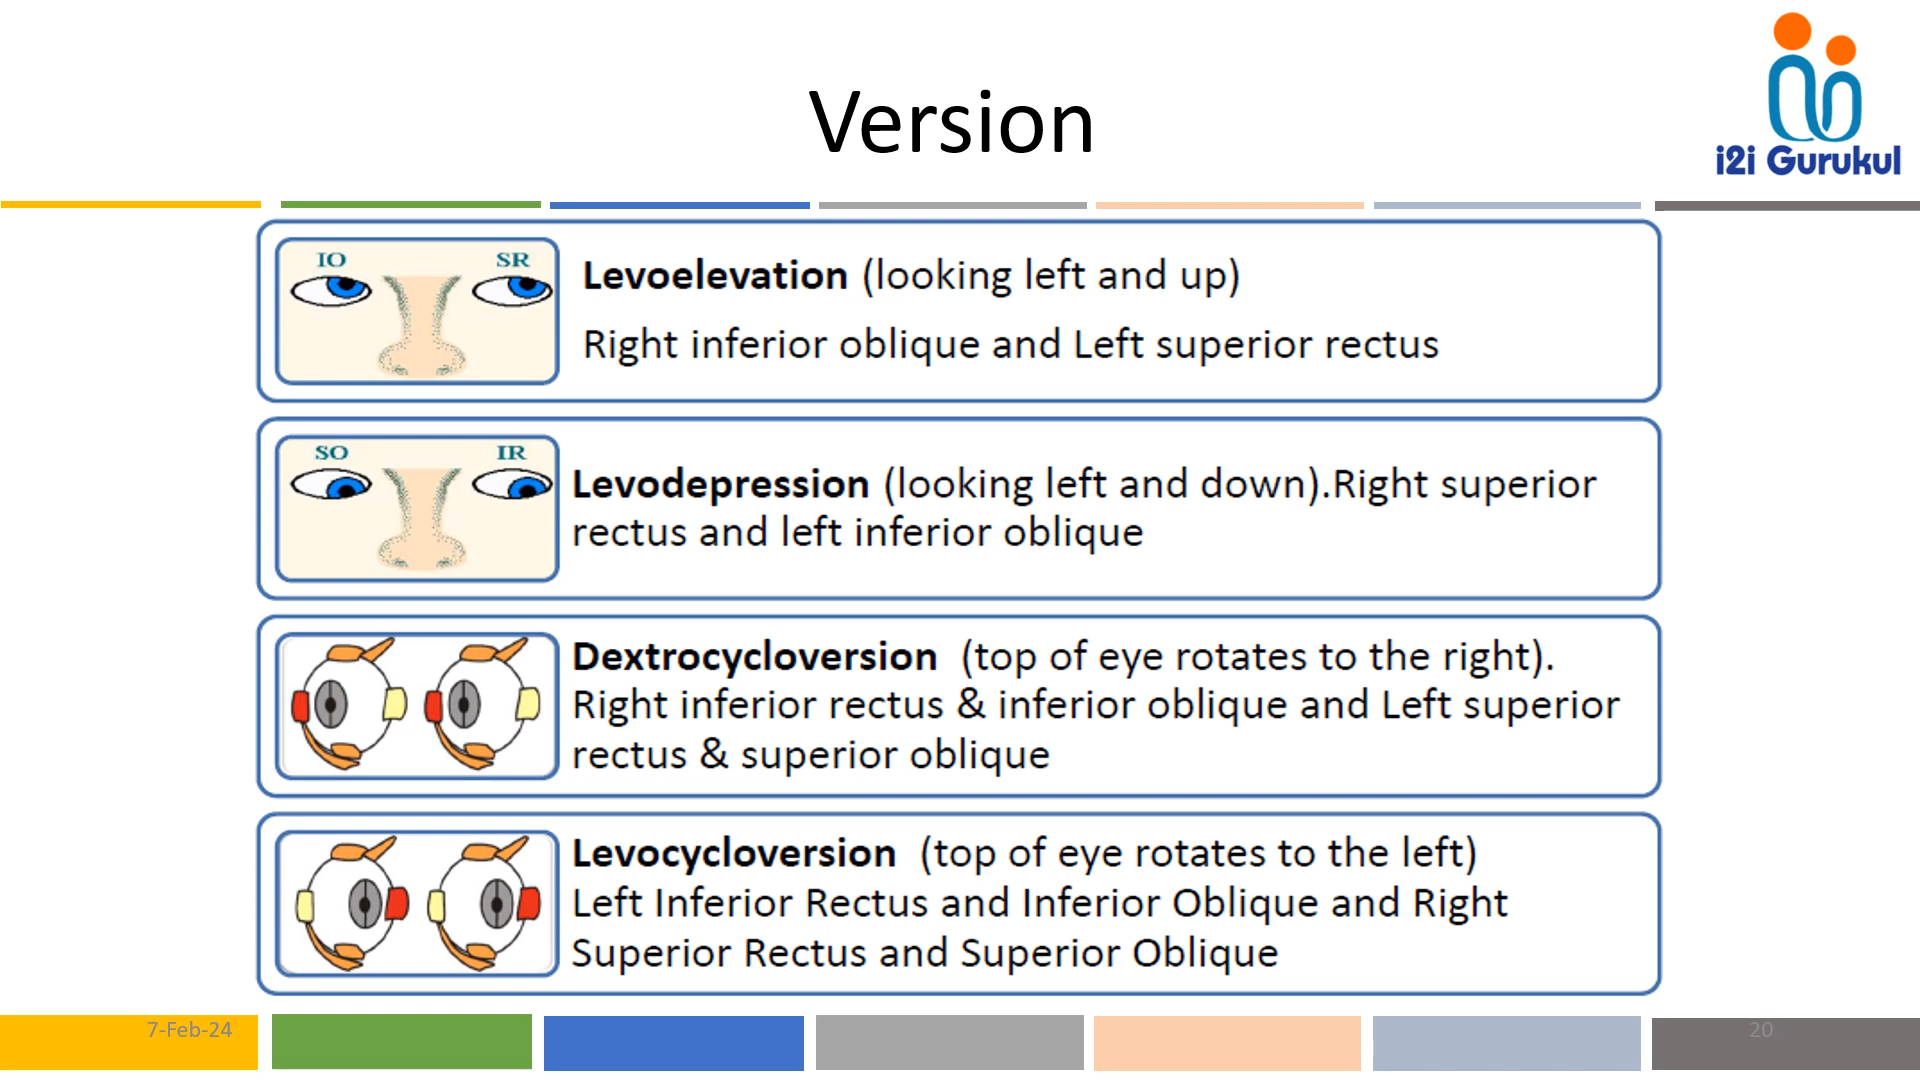 Version
i2i Gurukul
IO SR
Levoelevation (looking left and up)
Right inferior oblique and Left superior rectus
SO IR
Levodepression (looking left and down).Right superior
rectus and left inferior oblique
Dextrocycloversion (top of eye rotates to the right).
Right inferior rectus & inferior oblique and Left superior
rectus & superior oblique
Levocycloversion (top of eye rotates to the left)
Left Inferior Rectus and Inferior Oblique and Right
Superior Rectus and Superior Oblique
7-Feb-24
20